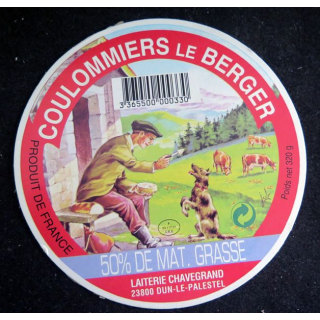 COULOMMIERS LE BERGER
3 365500 000330
PRODUIT DE FRANCE
Poids net 320 g
50% DE MAT. GRASSE
LAITERIE CHAVEGRAND
23800 DUN-LE-PALESTEL